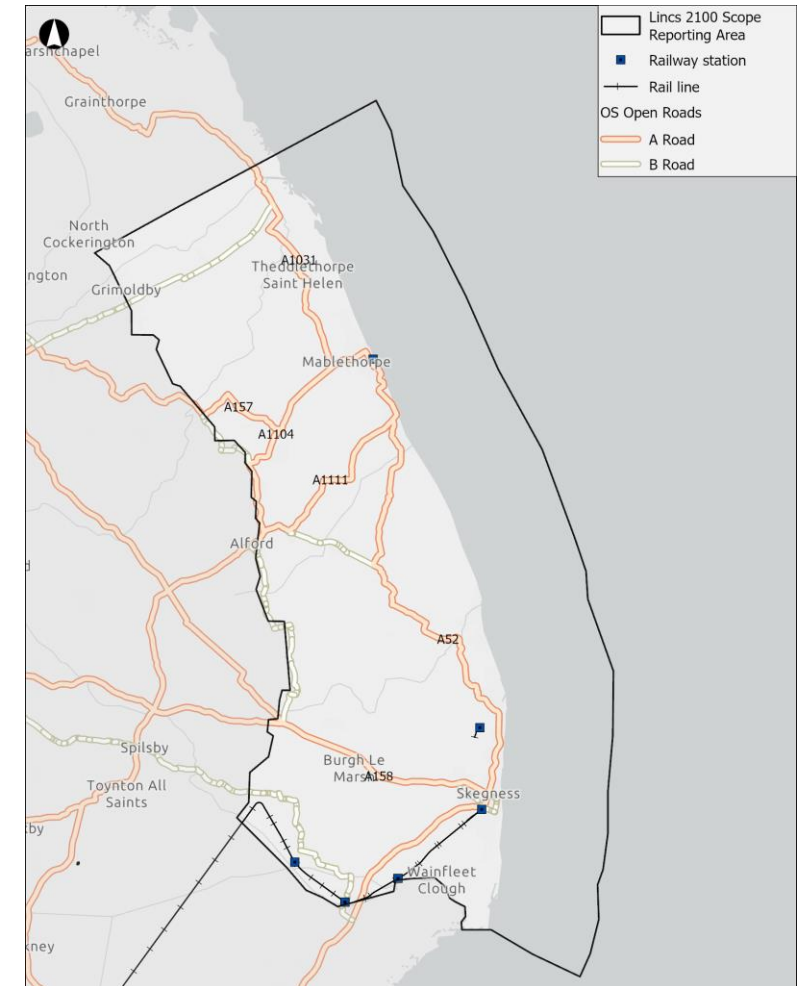 Lincs 2100 Scope
Reporting Area
Railway station
Rail line
OS Open Roads
A Road
B Road
Grainthorpe
North
Cockerington
A1031
Theddlethorpe
Saint Helen
ngton
Grimoldby
Mablethorpe
A157
A1104
A1111
Alford
A52
Spilsby
Burgh Le
Marsh
A158
Toynton All
Saints
Skegness
Wainfleet
Clough